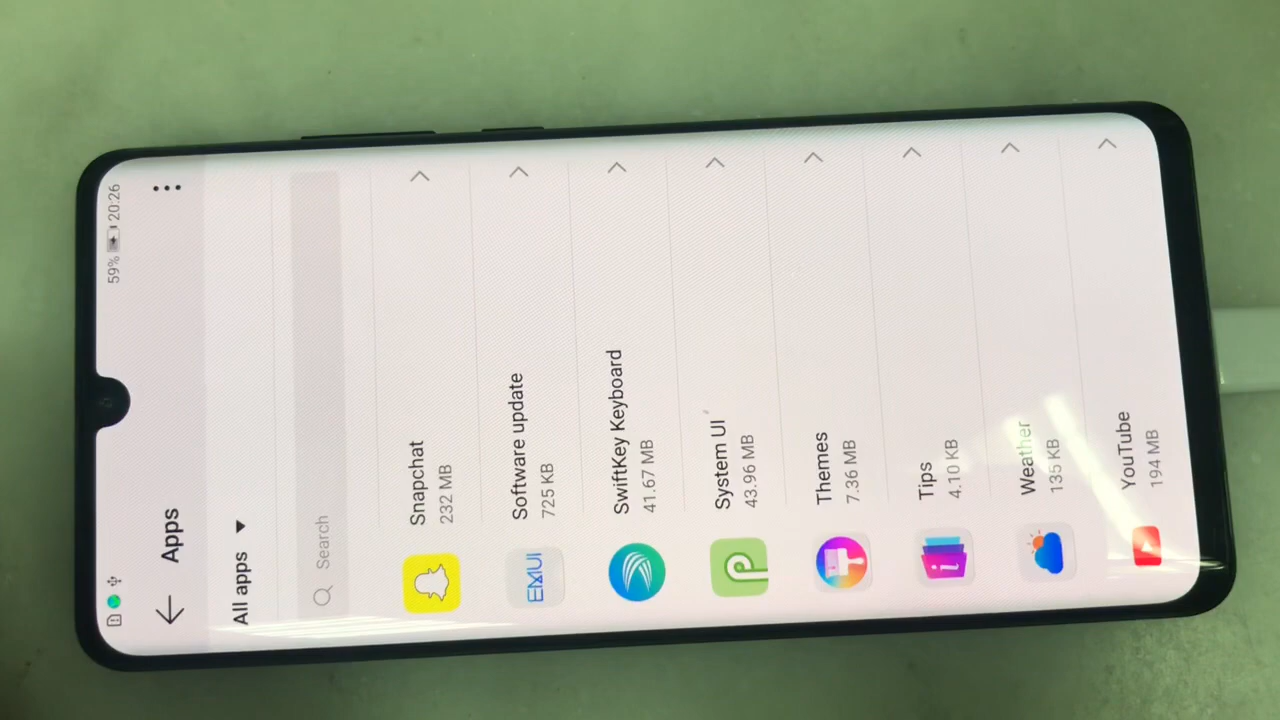 59% 20:26
Apps
All apps
Search
Snapchat
232 MB
EMUI
Software update
725 KB
SwiftKey Keyboard
41.67 MB
System UI
43.96 MB
Themes
7.36 MB
Tips
4.10 KB
Weather
135 KB
YouTube
194 MB